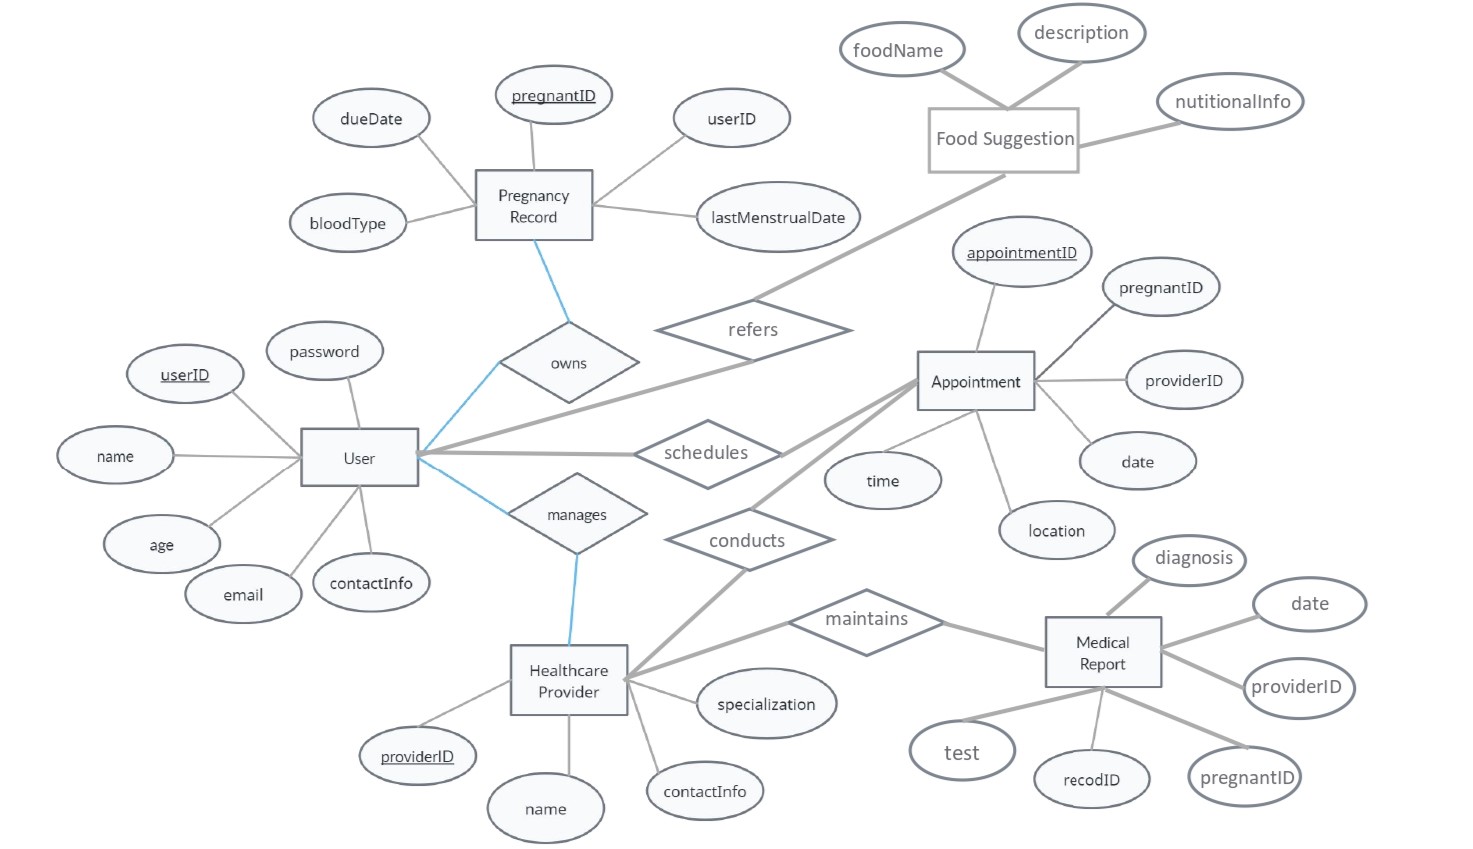 description
foodName
nutitionalInfo
pregnantID
dueDate
userID
Food Suggestion
Pregnancy
Record
lastMenstrualDate
bloodType
appointmentID
pregnantID
refers
password
owns
userID
Appointment
providerID
name
User
schedules
date
time
manages
conducts
location
age
email
contactInfo
diagnosis
date
maintains
Medical
Report
Healthcare
Provider
providerID
specialization
test
recodID
pregnantID
providerID
name
contactInfo